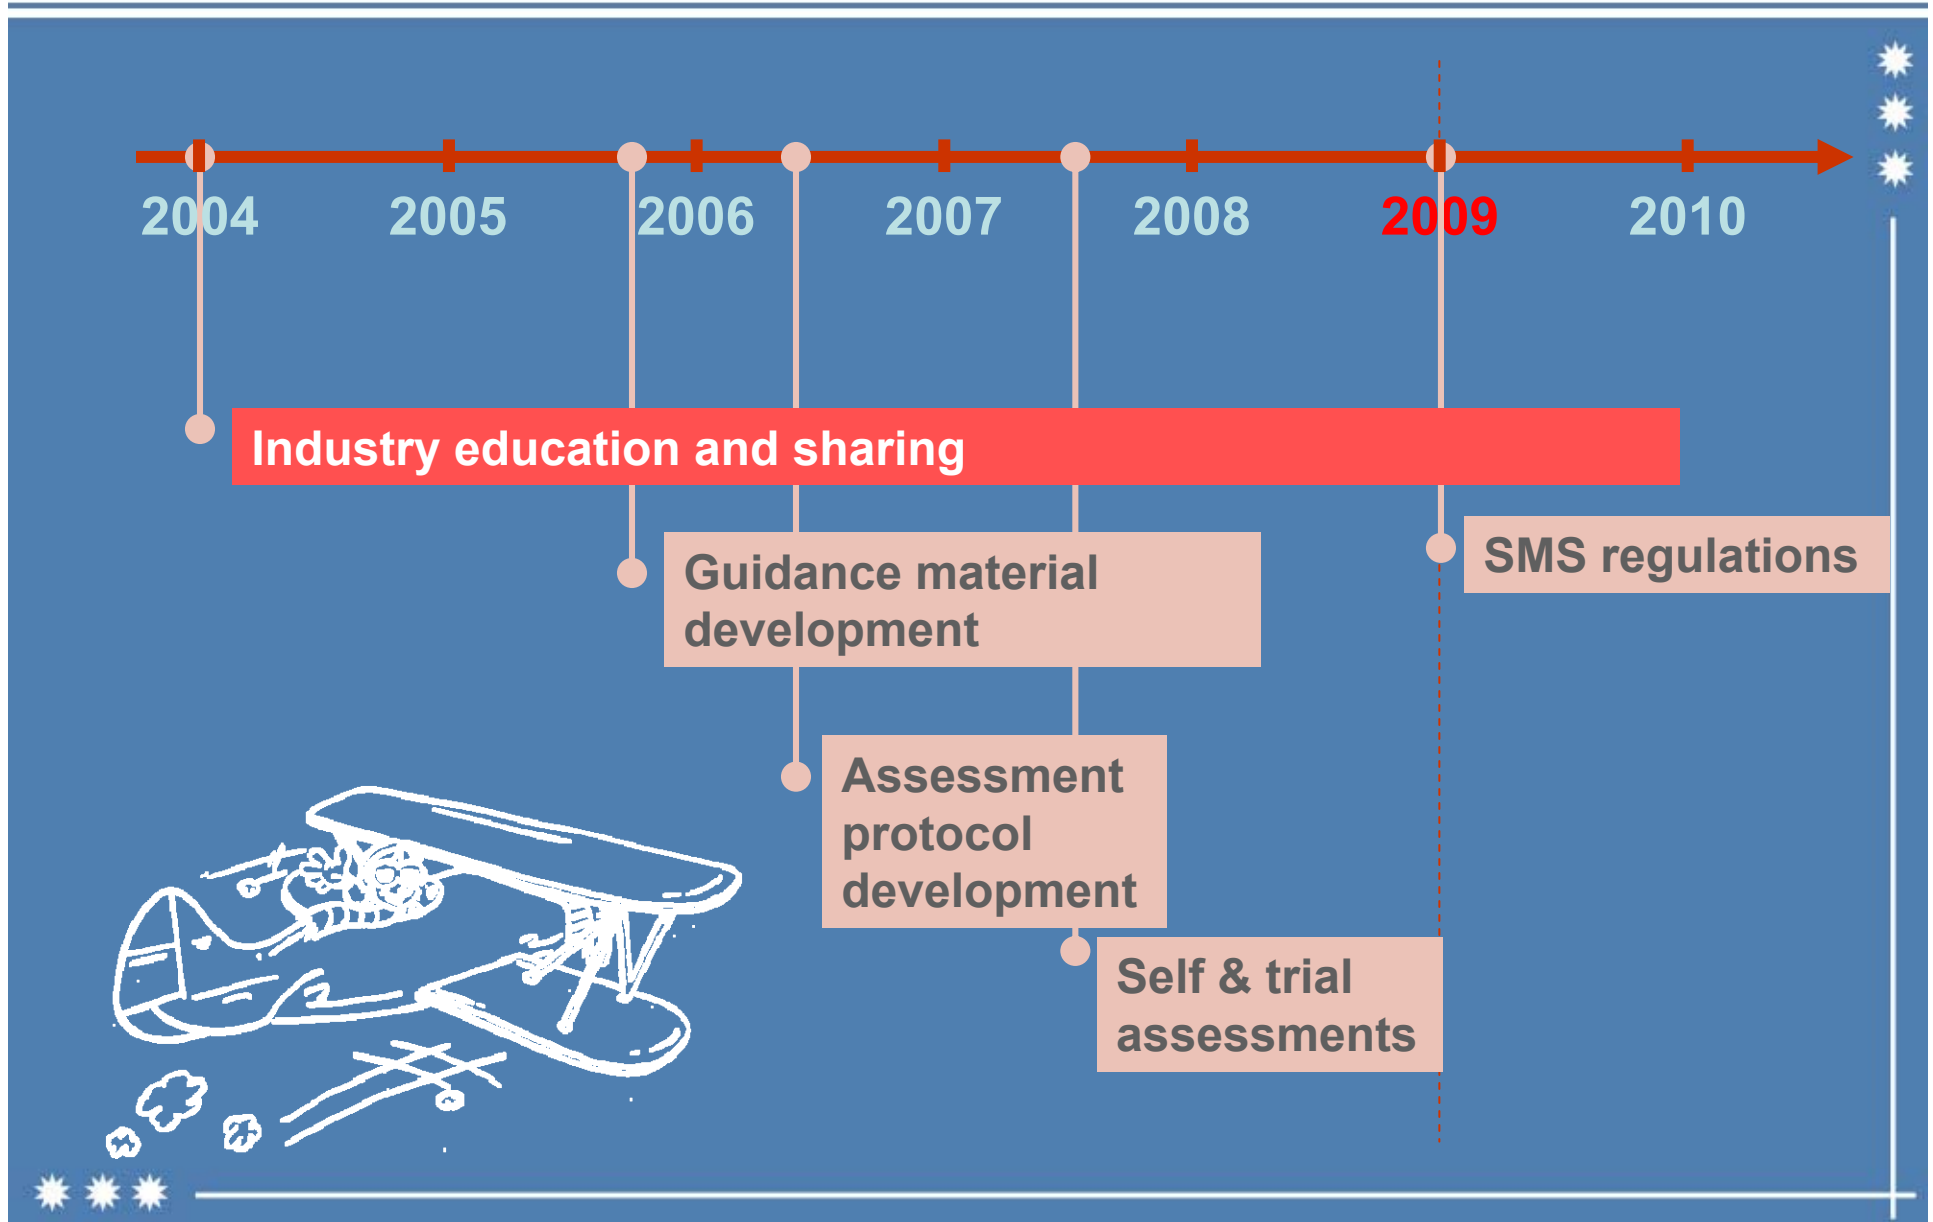 2004 2005 2006 2007 2008 2009 2010
Industry education and sharing
SMS regulations
Guidance material
development
Assessment
protocol
development
Self & trial
assessments